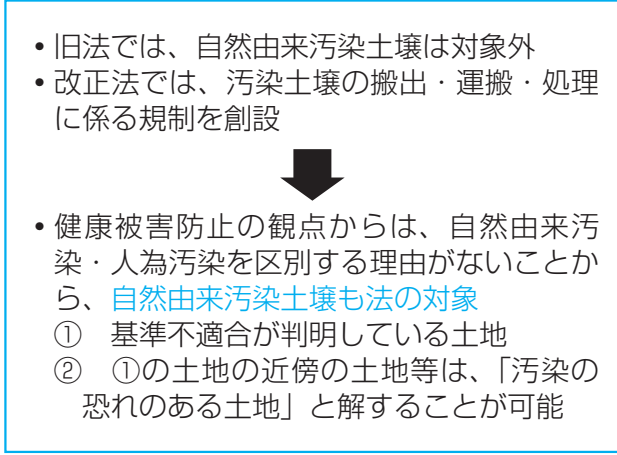 • 旧法では、自然由来汚染土壌は対象外
• 改正法では、汚染土壌の搬出・運搬・処理
に係る規制を創設
• 健康被害防止の観点からは、自然由来汚
染・人為汚染を区別する理由がないことか
ら、自然由来汚染土壌も法の対象
① 基準不適合が判明している土地
② ①の土地の近傍の土地等は、「汚染の
恐れのある土地」と解することが可能